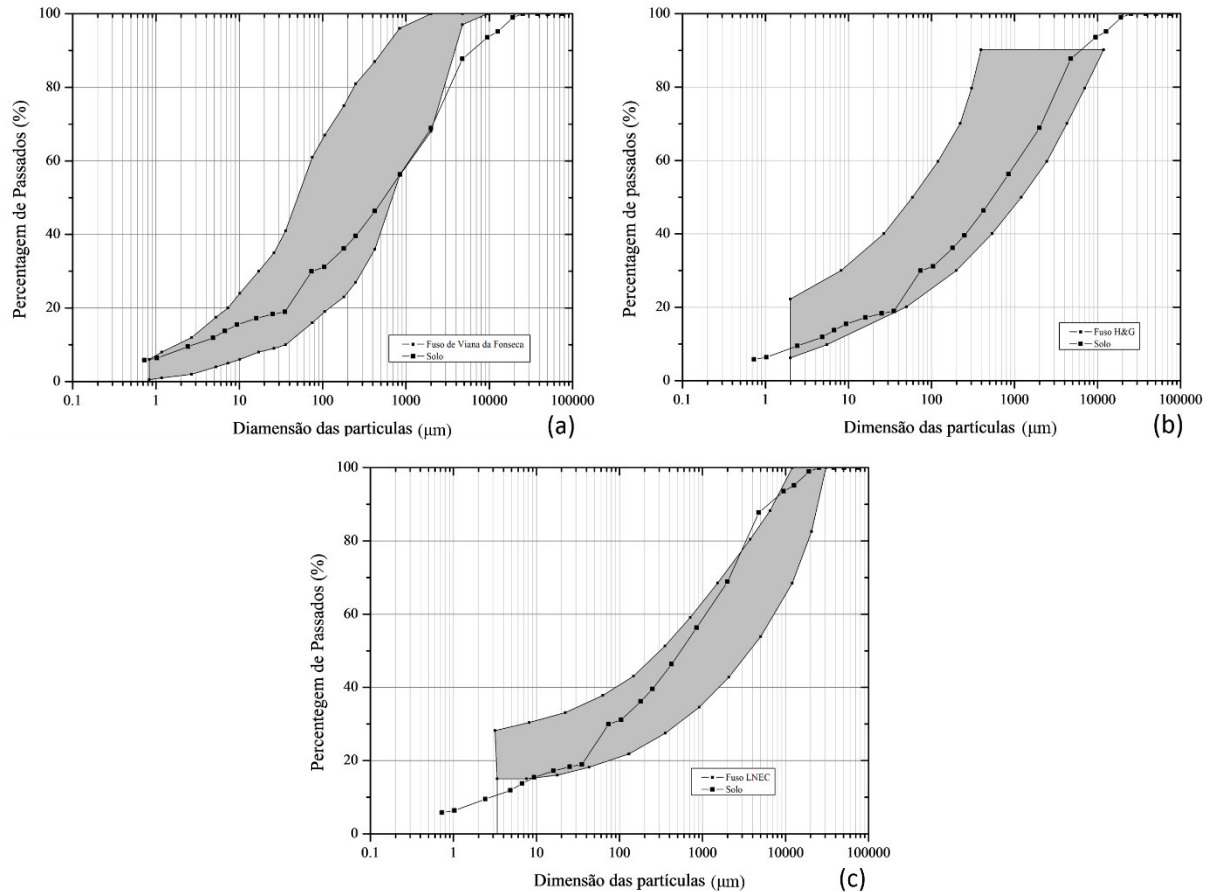 100
80
60
40
20
0
Percentagem de Passados (%)
0.1 1 10 100 1000 10000 100000
Diamensão das partículas (μm)
Fuso de Viana da Fonseca
Solo
(a)
100
80
60
40
20
0
Percentagem de passados (%)
0.1 1 10 100 1000 10000 100000
Dimensão das partículas (μm)
Fuso H&G
Solo
(b)
100
80
60
40
20
0
Percentegem de Passados (%)
0.1 1 10 100 1000 10000 100000
Dimensão das partículas (μm)
Fuso LNEC
Solo
(c)